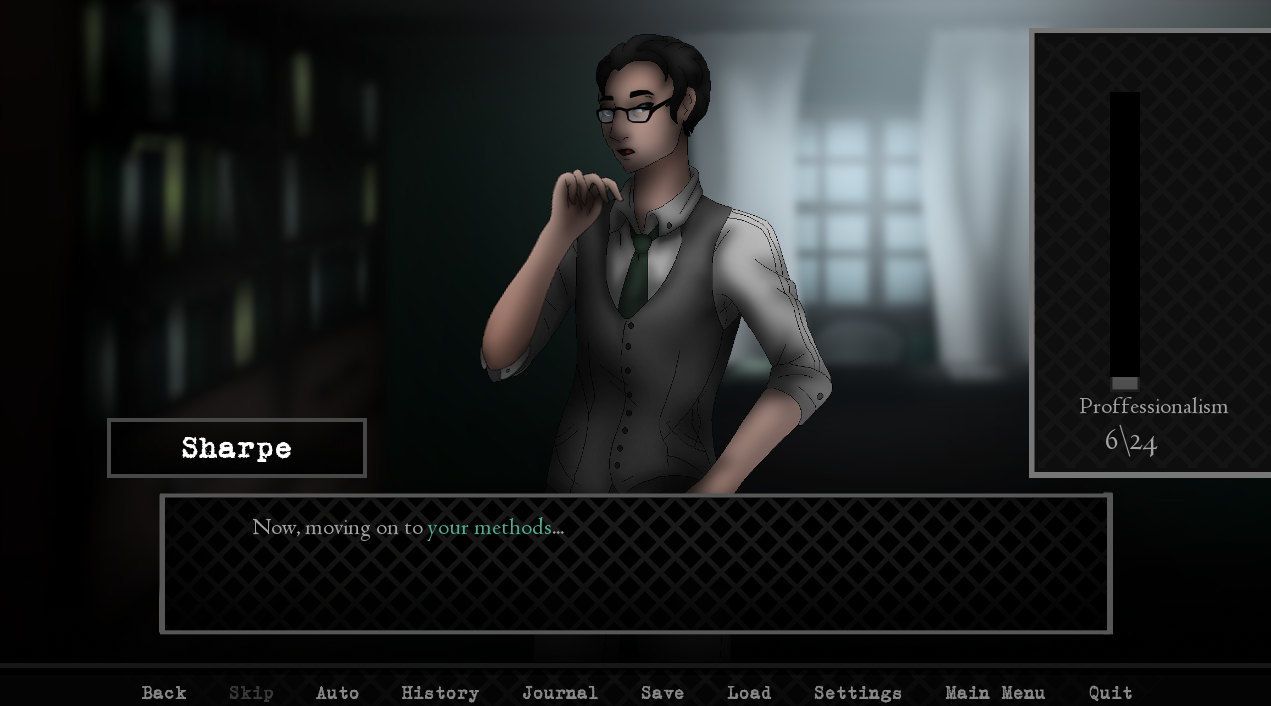 Proffessionalism
6\24
Sharpe
Now, moving on to your methods...
Back Skip Auto History Journal Save Load Settings Main Menu Quit